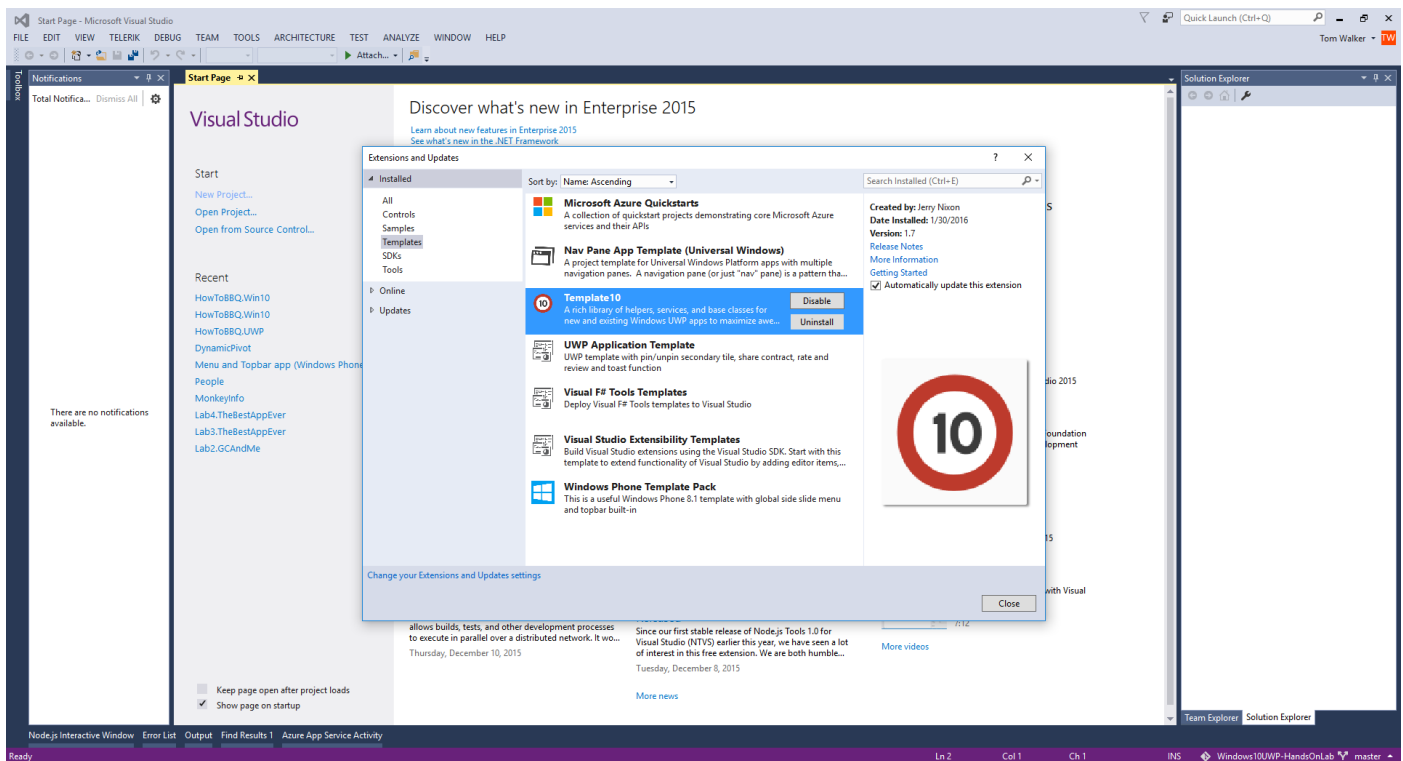 Start Page - Microsoft Visual Studio
Quick Launch (Ctrl+Q)
FILE EDIT VIEW TELERIK DEBUG TEAM TOOLS ARCHITECTURE TEST ANALYZE WINDOW HELP
Tom Walker TW
Attach...
Toolbox
Notifications
Total Notifica... Dismiss All
There are no notifications
available.
Start Page
Visual Studio
Start
New Project...
Open Project...
Open from Source Control...
Recent
HowToBBQ.Win10
HowToBBQ.Win10
HowToBBQ.UWP
DynamicPivot
Menu and Topbar app (Windows Phone
People
MonkeyInfo
Lab4.TheBestAppEver
Lab3.TheBestAppEver
Lab2.GCAndMe
Keep page open after project loads
Show page on startup
Discover what's new in Enterprise 2015
Learn about new features in Enterprise 2015
See what's new in the .NET Framework
Extensions and Updates
? 
Installed
All
Controls
Samples
Templates
SDKs
Tools
Online
Updates
Sort by: Name: Ascending
Microsoft Azure Quickstarts
A collection of quickstart projects demonstrating core Microsoft Azure
services and their APIs
Nav Pane App Template (Universal Windows)
A project template for Universal Windows Platform apps with multiple
navigation panes. A navigation pane (or just "nav" pane) is a pattern tha...
10
Template10
A rich library of helpers, services, and base classes for
new and existing Windows UWP apps to maximize awe...
Disable
Uninstall
UWP Application Template
UWP template with pin/unpin secondary tile, share contract, rate and
review and toast function
Visual F# Tools Templates
Deploy Visual F# Tools templates to Visual Studio
Visual Studio Extensibility Templates
Build Visual Studio extensions using the Visual Studio SDK. Start with this
template to extend functionality of Visual Studio by adding editor items,...
Windows Phone Template Pack
This is a useful Windows Phone 8.1 template with global side slide menu
and topbar built-in
Search Installed (Ctrl+E)
Created by: Jerry Nixon
Date Installed: 1/30/2016
Version: 1.7
Release Notes
More Information
Getting Started
Automatically update this extension
10
Change your Extensions and Updates settings
Close
S
dio 2015
oundation
lopment
15
with Visual
allows builds, tests, and other development processes
to execute in parallel over a distributed network. It wo...
Thursday, December 10, 2015
Since our first stable release of Node.js Tools 1.0 for
Visual Studio (NTVS) earlier this year, we have seen a lot
of interest in this free extension. We are both humble...
Tuesday, December 8, 2015
More news
7:12
More videos
Solution Explorer
Team Explorer Solution Explorer
Node.js Interactive Window Error List Output Find Results 1 Azure App Service Activity
Ready
Ln 2 Col 1 Ch 1 INS Windows10UWP-HandsOnLab master